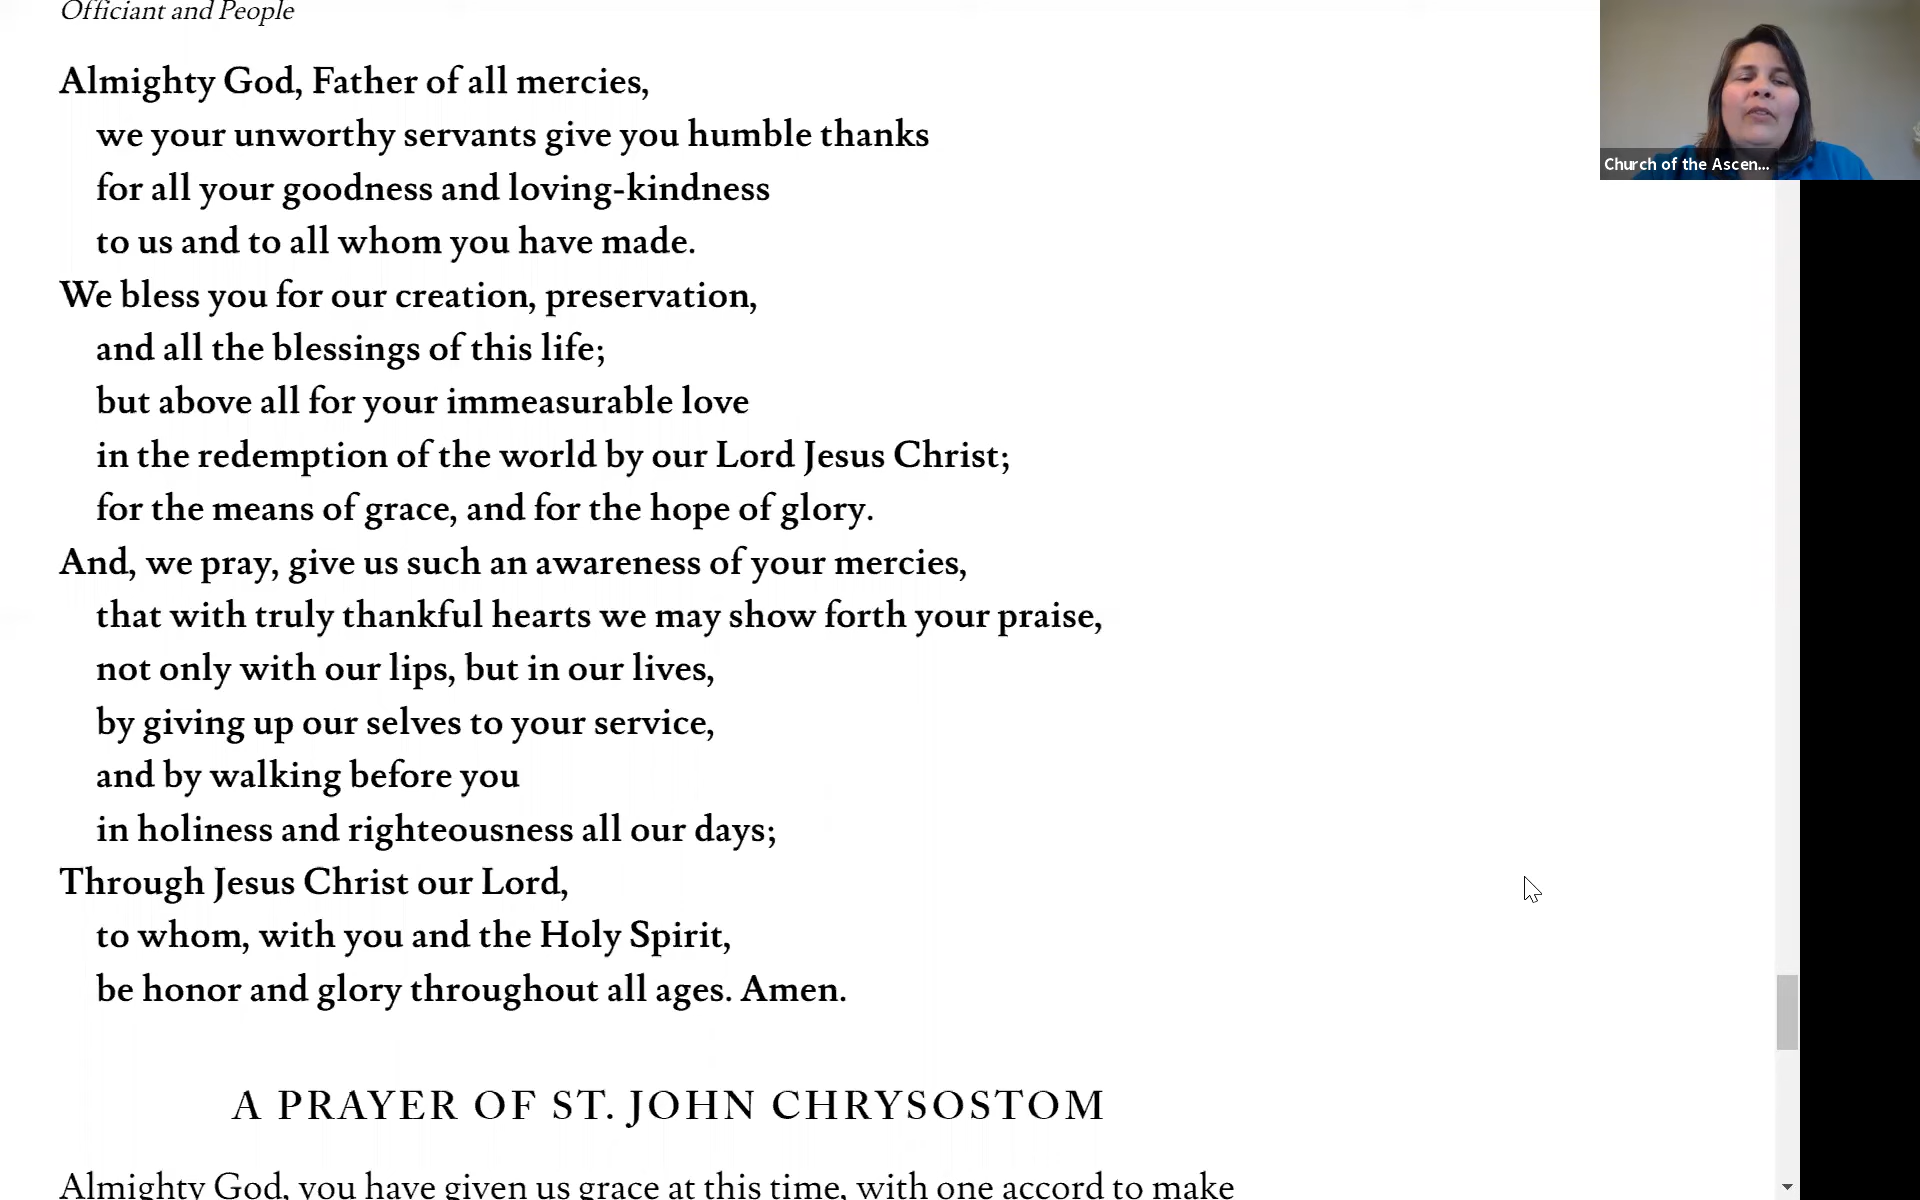 Officiant and People
Almighty God, Father of all mercies,
we your unworthy servants give you humble thanks
for all your goodness and loving-kindness
to us and to all whom you have made.
We bless you for our creation, preservation,
and all the blessings of this life;
but above all for your immeasurable love
in the redemption of the world by our Lord Jesus Christ;
for the means of grace, and for the hope of glory.
And, we pray, give us such an awareness of your mercies,
that with truly thankful hearts we may show forth your praise,
not only with our lips, but in our lives,
by giving up our selves to your service,
and by walking before you
in holiness and righteousness all our days;
Through Jesus Christ our Lord,
to whom, with you and the Holy Spirit,
be honor and glory throughout all ages. Amen.
A PRAYER OF ST. JOHN CHRYSOSTOM
Almighty God, you have given us grace at this time, with one accord to make
Church of the Ascen...